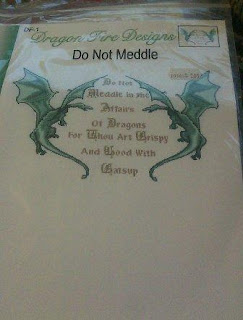 DF-1
Dragon Fire Designs
Do Not Meddle
Do Not
Meddle in the
Affairs
Of Dragons
For Thou Art Crispy
And Good With
Catsup